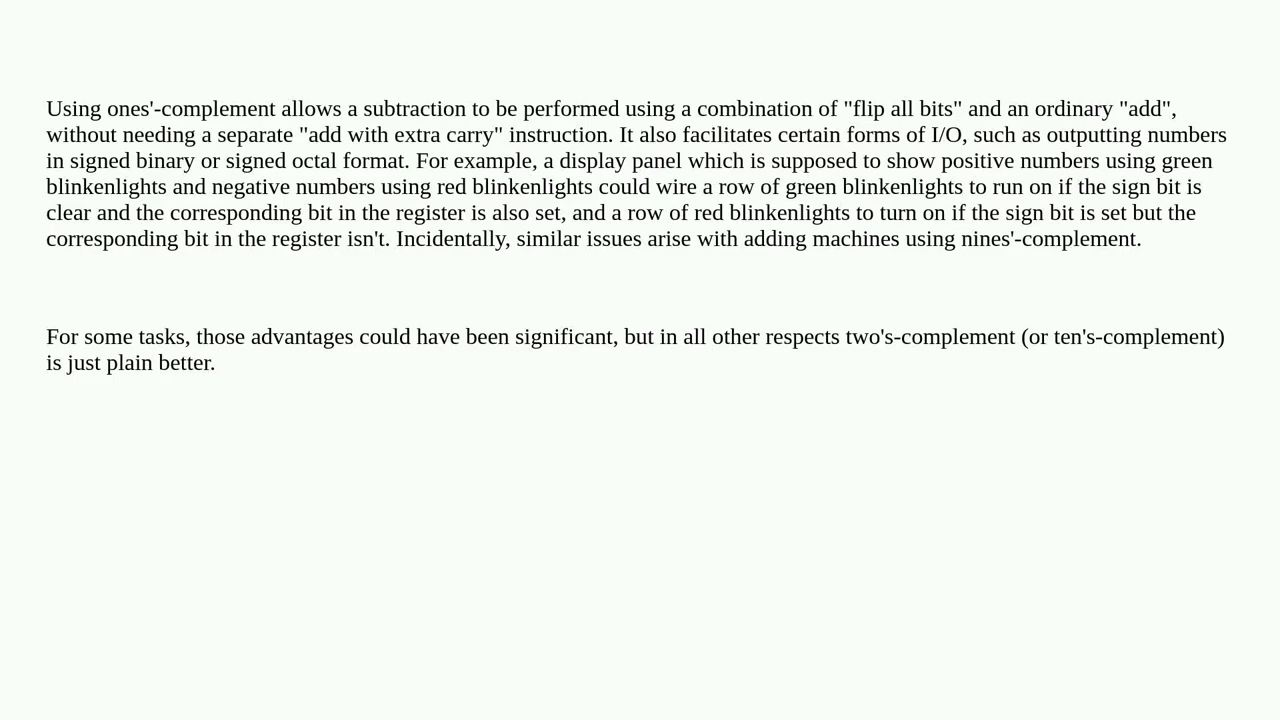 Using ones'-complement allows a subtraction to be performed using a combination of "flip all bits" and an ordinary "add",
without needing a separate "add with extra carry" instruction. It also facilitates certain forms of I/O, such as outputting numbers
in signed binary or signed octal format. For example, a display panel which is supposed to show positive numbers using green
blinkenlights and negative numbers using red blinkenlights could wire a row of green blinkenlights to run on if the sign bit is
clear and the corresponding bit in the register is also set, and a row of red blinkenlights to turn on if the sign bit is set but the
corresponding bit in the register isn't. Incidentally, similar issues arise with adding machines using nines'-complement.
For some tasks, those advantages could have been significant, but in all other respects two's-complement (or ten's-complement)
is just plain better.